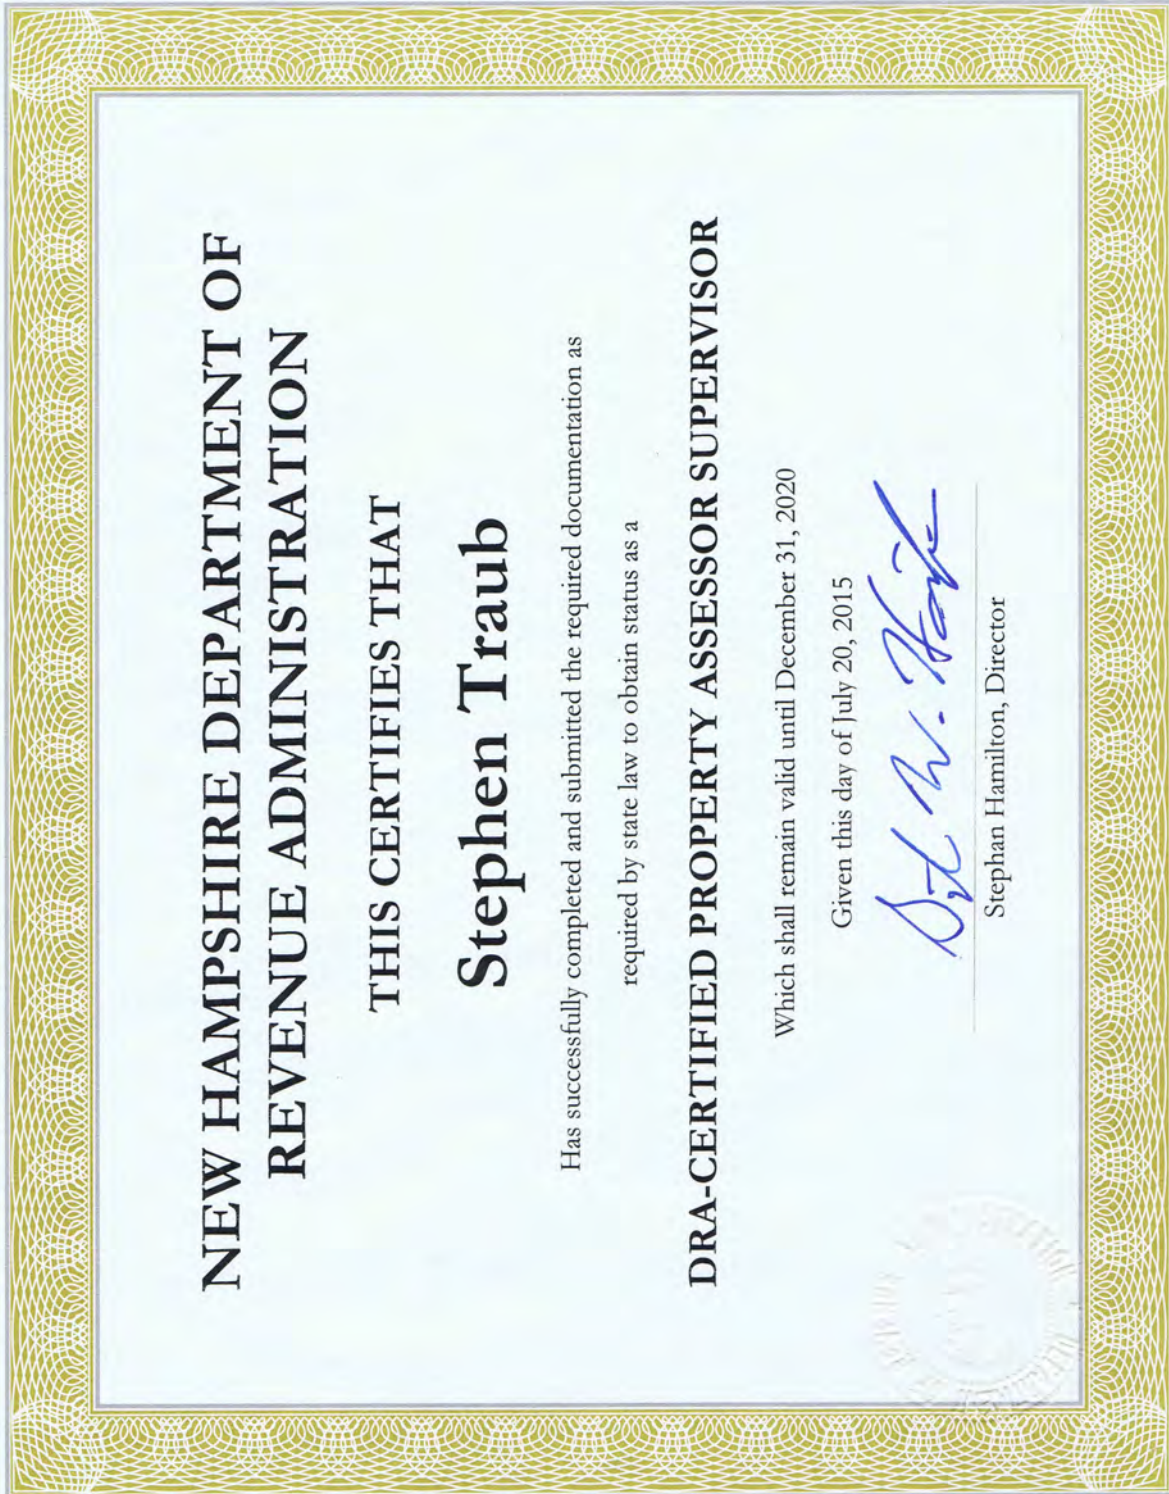 NEW HAMPSHIRE DEPARTMENT OF
REVENUE ADMINISTRATION
THIS CERTIFIES THAT
Stephen Traub
Has successfully completed and submitted the required documentation as
required by state law to obtain status as a
DRA-CERTIFIED PROPERTY ASSESSOR SUPERVISOR
Which shall remain valid until December 31, 2020
Given this day of July 20, 2015
Stephan Hamilton, Director